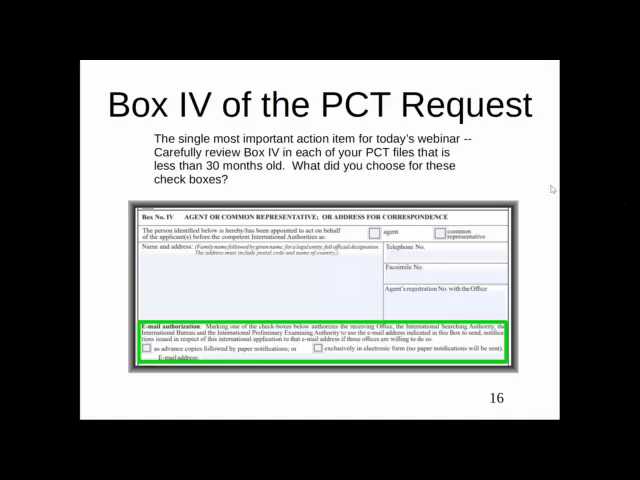 Box IV of the PCT Request
The single most important action item for today's webinar --
Carefully review Box IV in each of your PCT files that is
less than 30 months old. What did you choose for these
check boxes?
Box No. IV AGENT OR COMMON REPRESENTATIVE; OR ADDRESS FOR CORRESPONDENCE
The person identified below is hereby/has been appointed to act on behalf
of the applicant(s) before the competent International Authorities as:
agent
common
representative
Name and address: (Family name followed by given name; for a legal entity, full official designation.
The address must include postal code and name of country.)
Telephone No.
Facsimile No.
Agent's registration No. with the Office
E-mail authorization: Marking one of the check-boxes below authorizes the receiving Office, the International Searching Authority, the
International Bureau and the International Preliminary Examining Authority to use the e-mail address indicated in this Box to send, notifica
tions issued in respect of this international application to that e-mail address if those offices are willing to do so.
as advance copies followed by paper notifications; or
exclusively in electronic form (no paper notifications will be sent).
E-mail address:
16